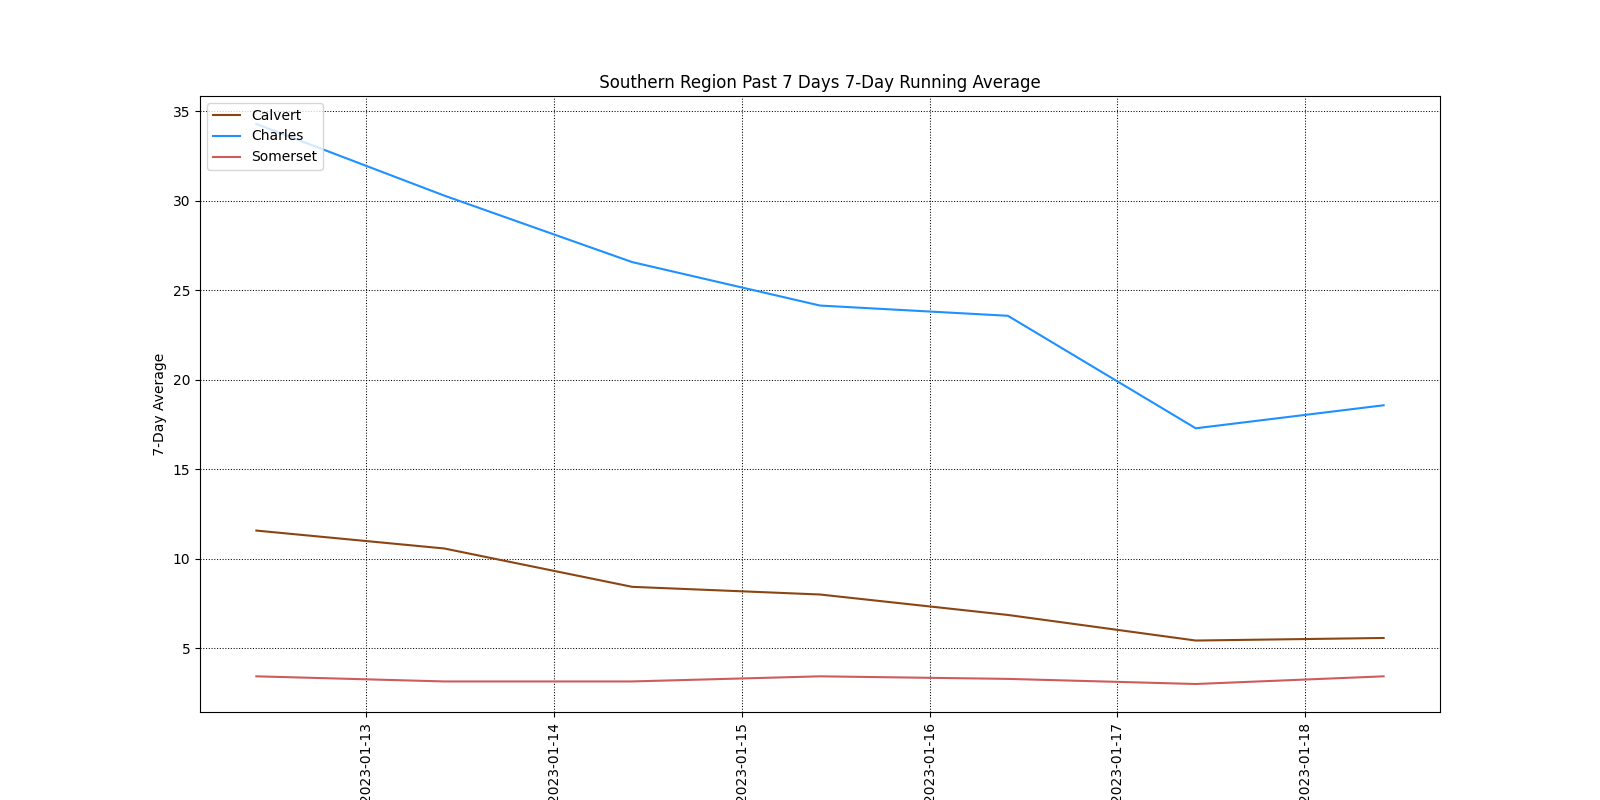 Southern Region Past 7 Days 7-Day Running Average
Calvert
Charles
Somerset
7-Day Average
35
30
25
20
15
10
5
2023-01-13
2023-01-14
2023-01-15
2023-01-16
2023-01-17
2023-01-18